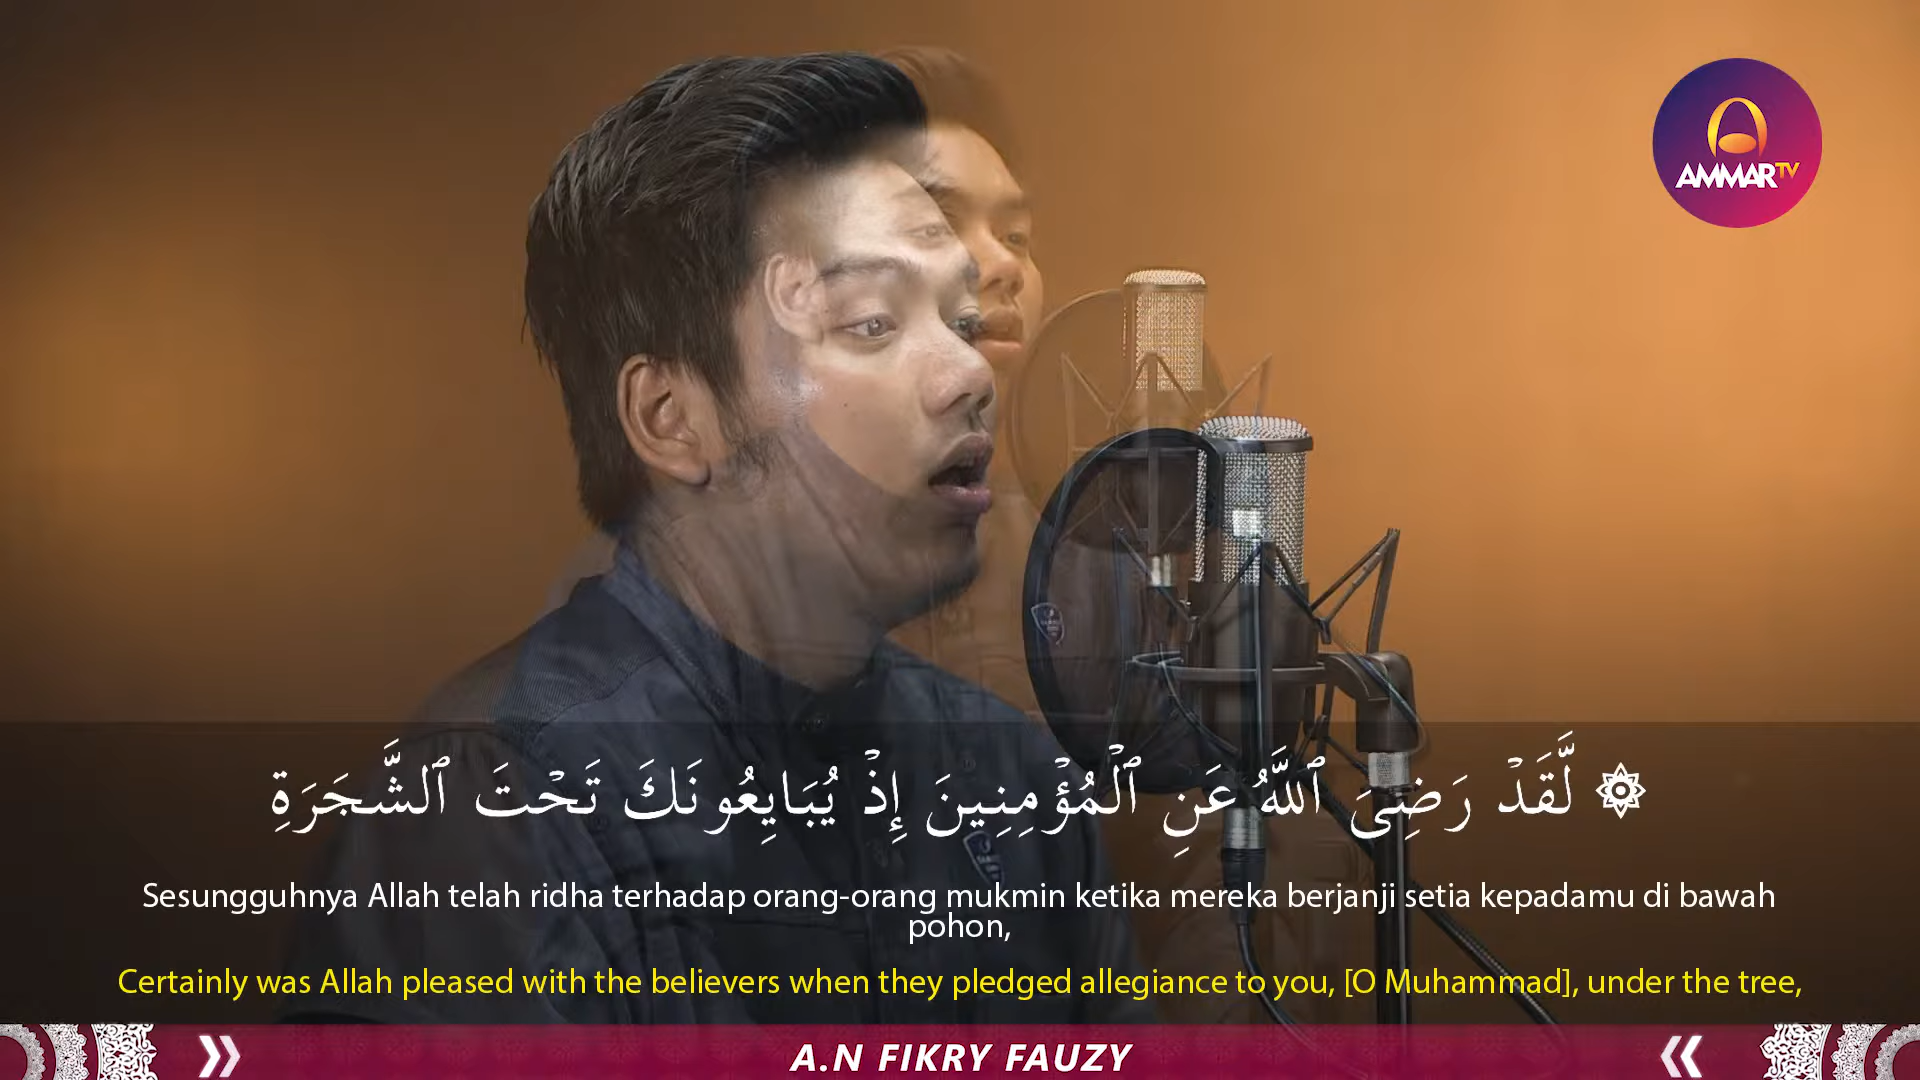 AMMARTV
۞ لَّقَدْ رَضِىَ ٱللَّهُ عَنِ ٱلْمُؤْمِنِينَ إِذْ يُبَايِعُونَكَ تَحْتَ ٱلشَّجَرَةِ
Sesungguhnya Allah telah ridha terhadap orang-orang mukmin ketika mereka berjanji setia kepadamu di bawah
pohon,
Certainly was Allah pleased with the believers when they pledged allegiance to you, [O Muhammad], under the tree,
A.N FIKRY FAUZY